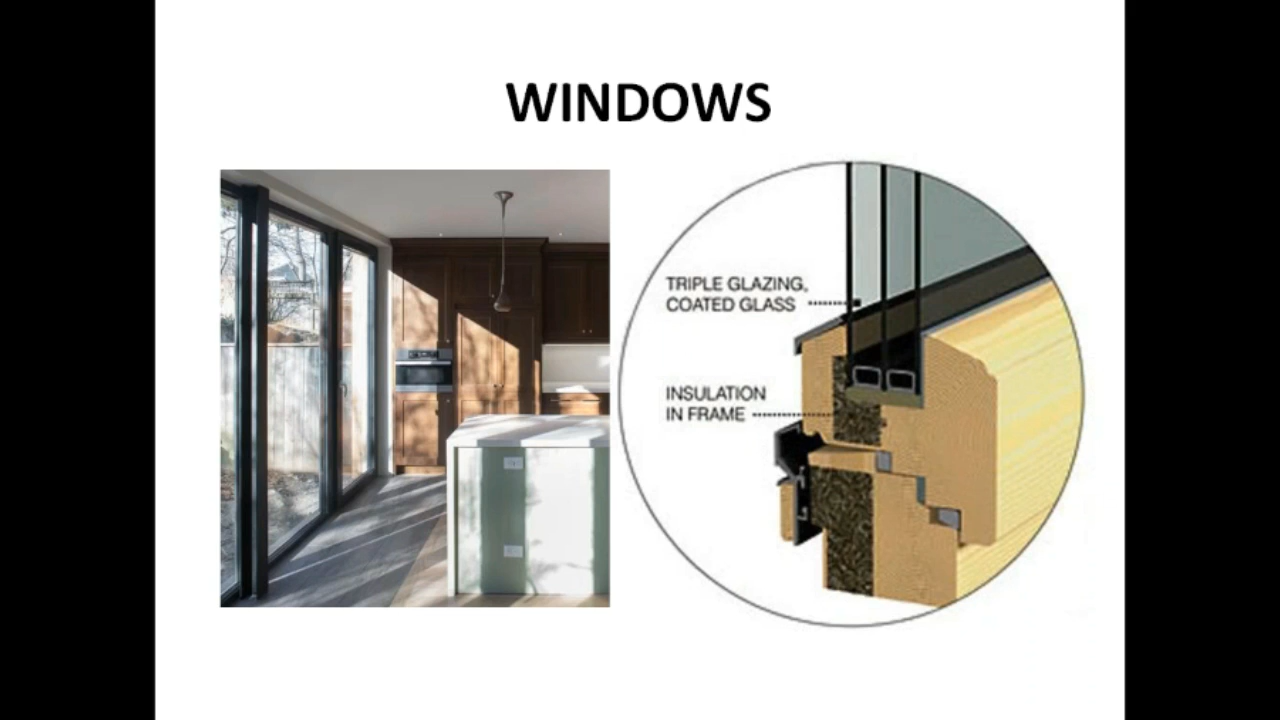 WINDOWS
TRIPLE GLAZING,
COATED GLASS
INSULATION
IN FRAME